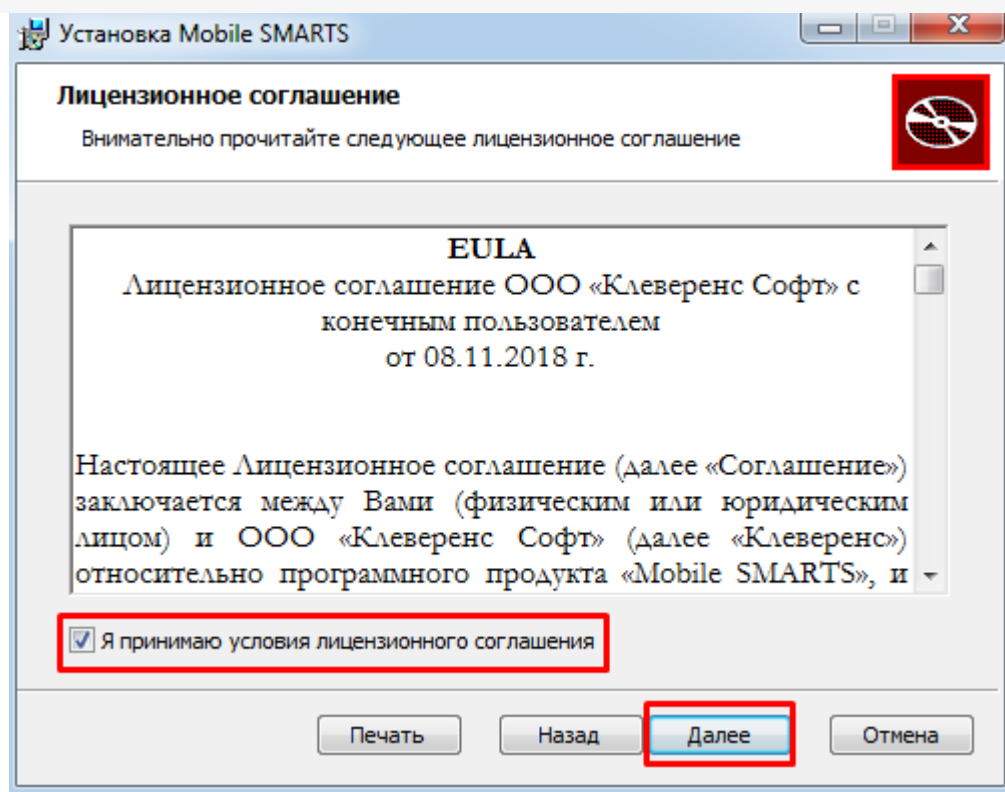 Установка Mobile SMARTS
Лицензионное соглашение
Внимательно прочитайте следующее лицензионное соглашение
EULA
Лицензионное соглашение ООО «Клеверенс Софт» с
конечным пользователем
от 08.11.2018 г.
Настоящее Лицензионное соглашение (далее «Соглашение»)
заключается между Вами (физическим или юридическим
лицом) и ООО «Клеверенс Софт» (далее «Клеверенс»)
относительно программного продукта «Mobile SMARTS», и
Я принимаю условия лицензионного соглашения
Печать Назад Далее Отмена